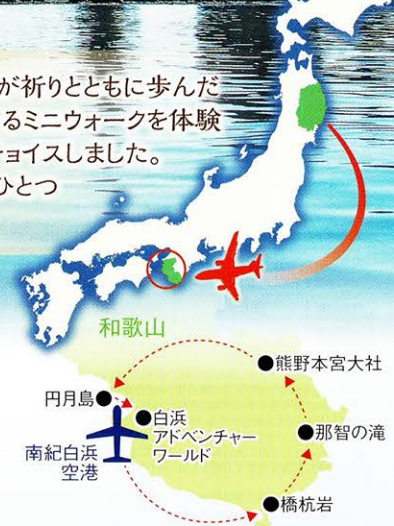 が祈りとともに歩んだ
るミニウォークを体験
チョイスしました。
ひとつ
和歌山
熊野本宮大社
円月島
白浜
アドベンチャー
ワールド
那智の滝
南紀白浜
空港
橋杭岩